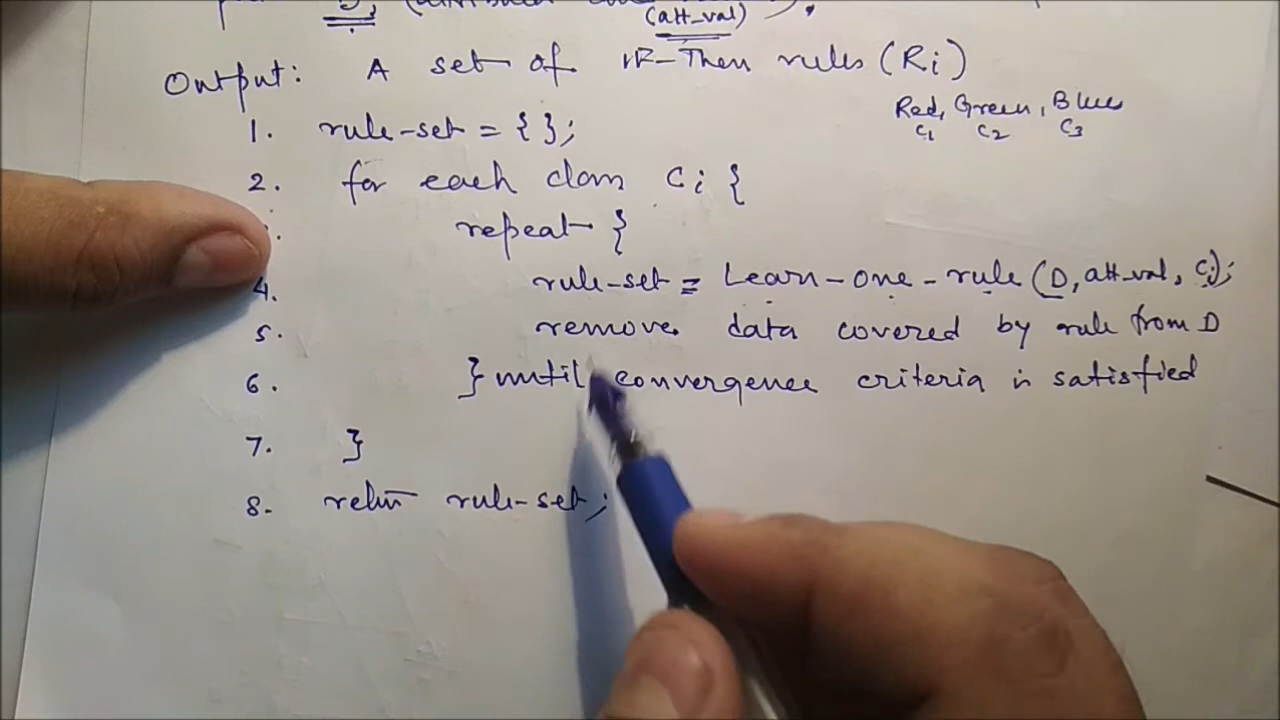 (att-val)
Output: A set of IF-Then rules (Ri)
Red, Green, Blue
C1 C2 C3
1. rule-set = { };
2. for each class Ci {
repeat {
4. rule-set = Learn-one-rule (D, att-val, Ci);
5. remove data covered by rule from D
6. } until convergence criteria is satisfied
7. }
8. return rule-set;